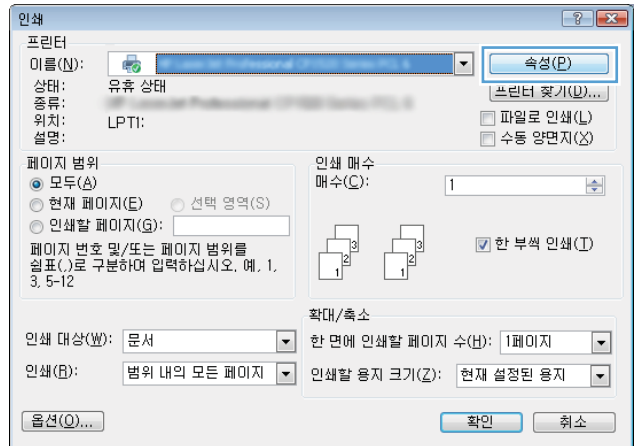 인쇄
프린터
이름(N):
속성(P)
상태: 유휴 상태
프린터 찾기(D)...
종류:
위치: LPT1:
파일로 인쇄(L)
설명:
수동 양면지(X)
페이지 범위
모두(A)
현재 페이지(E) 선택 영역(S)
인쇄할 페이지(G):
페이지 번호 및/또는 페이지 범위를
쉼표(,)로 구분하여 입력하십시오. 예, 1,
3, 5-12
인쇄 매수
매수(C): 1
3 3
2 2
1 1
한 부씩 인쇄(T)
인쇄 대상(W): 문서
인쇄(R): 범위 내의 모든 페이지
확대/축소
한 면에 인쇄할 페이지 수(H): 1페이지
인쇄할 용지 크기(Z): 현재 설정된 용지
옵션(O)...
확인 취소